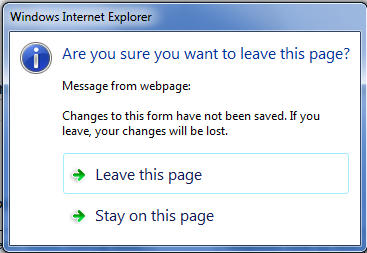 Windows Internet Explorer
Are you sure you want to leave this page?
Message from webpage:
Changes to this form have not been saved. If you
leave, your changes will be lost.
Leave this page
Stay on this page